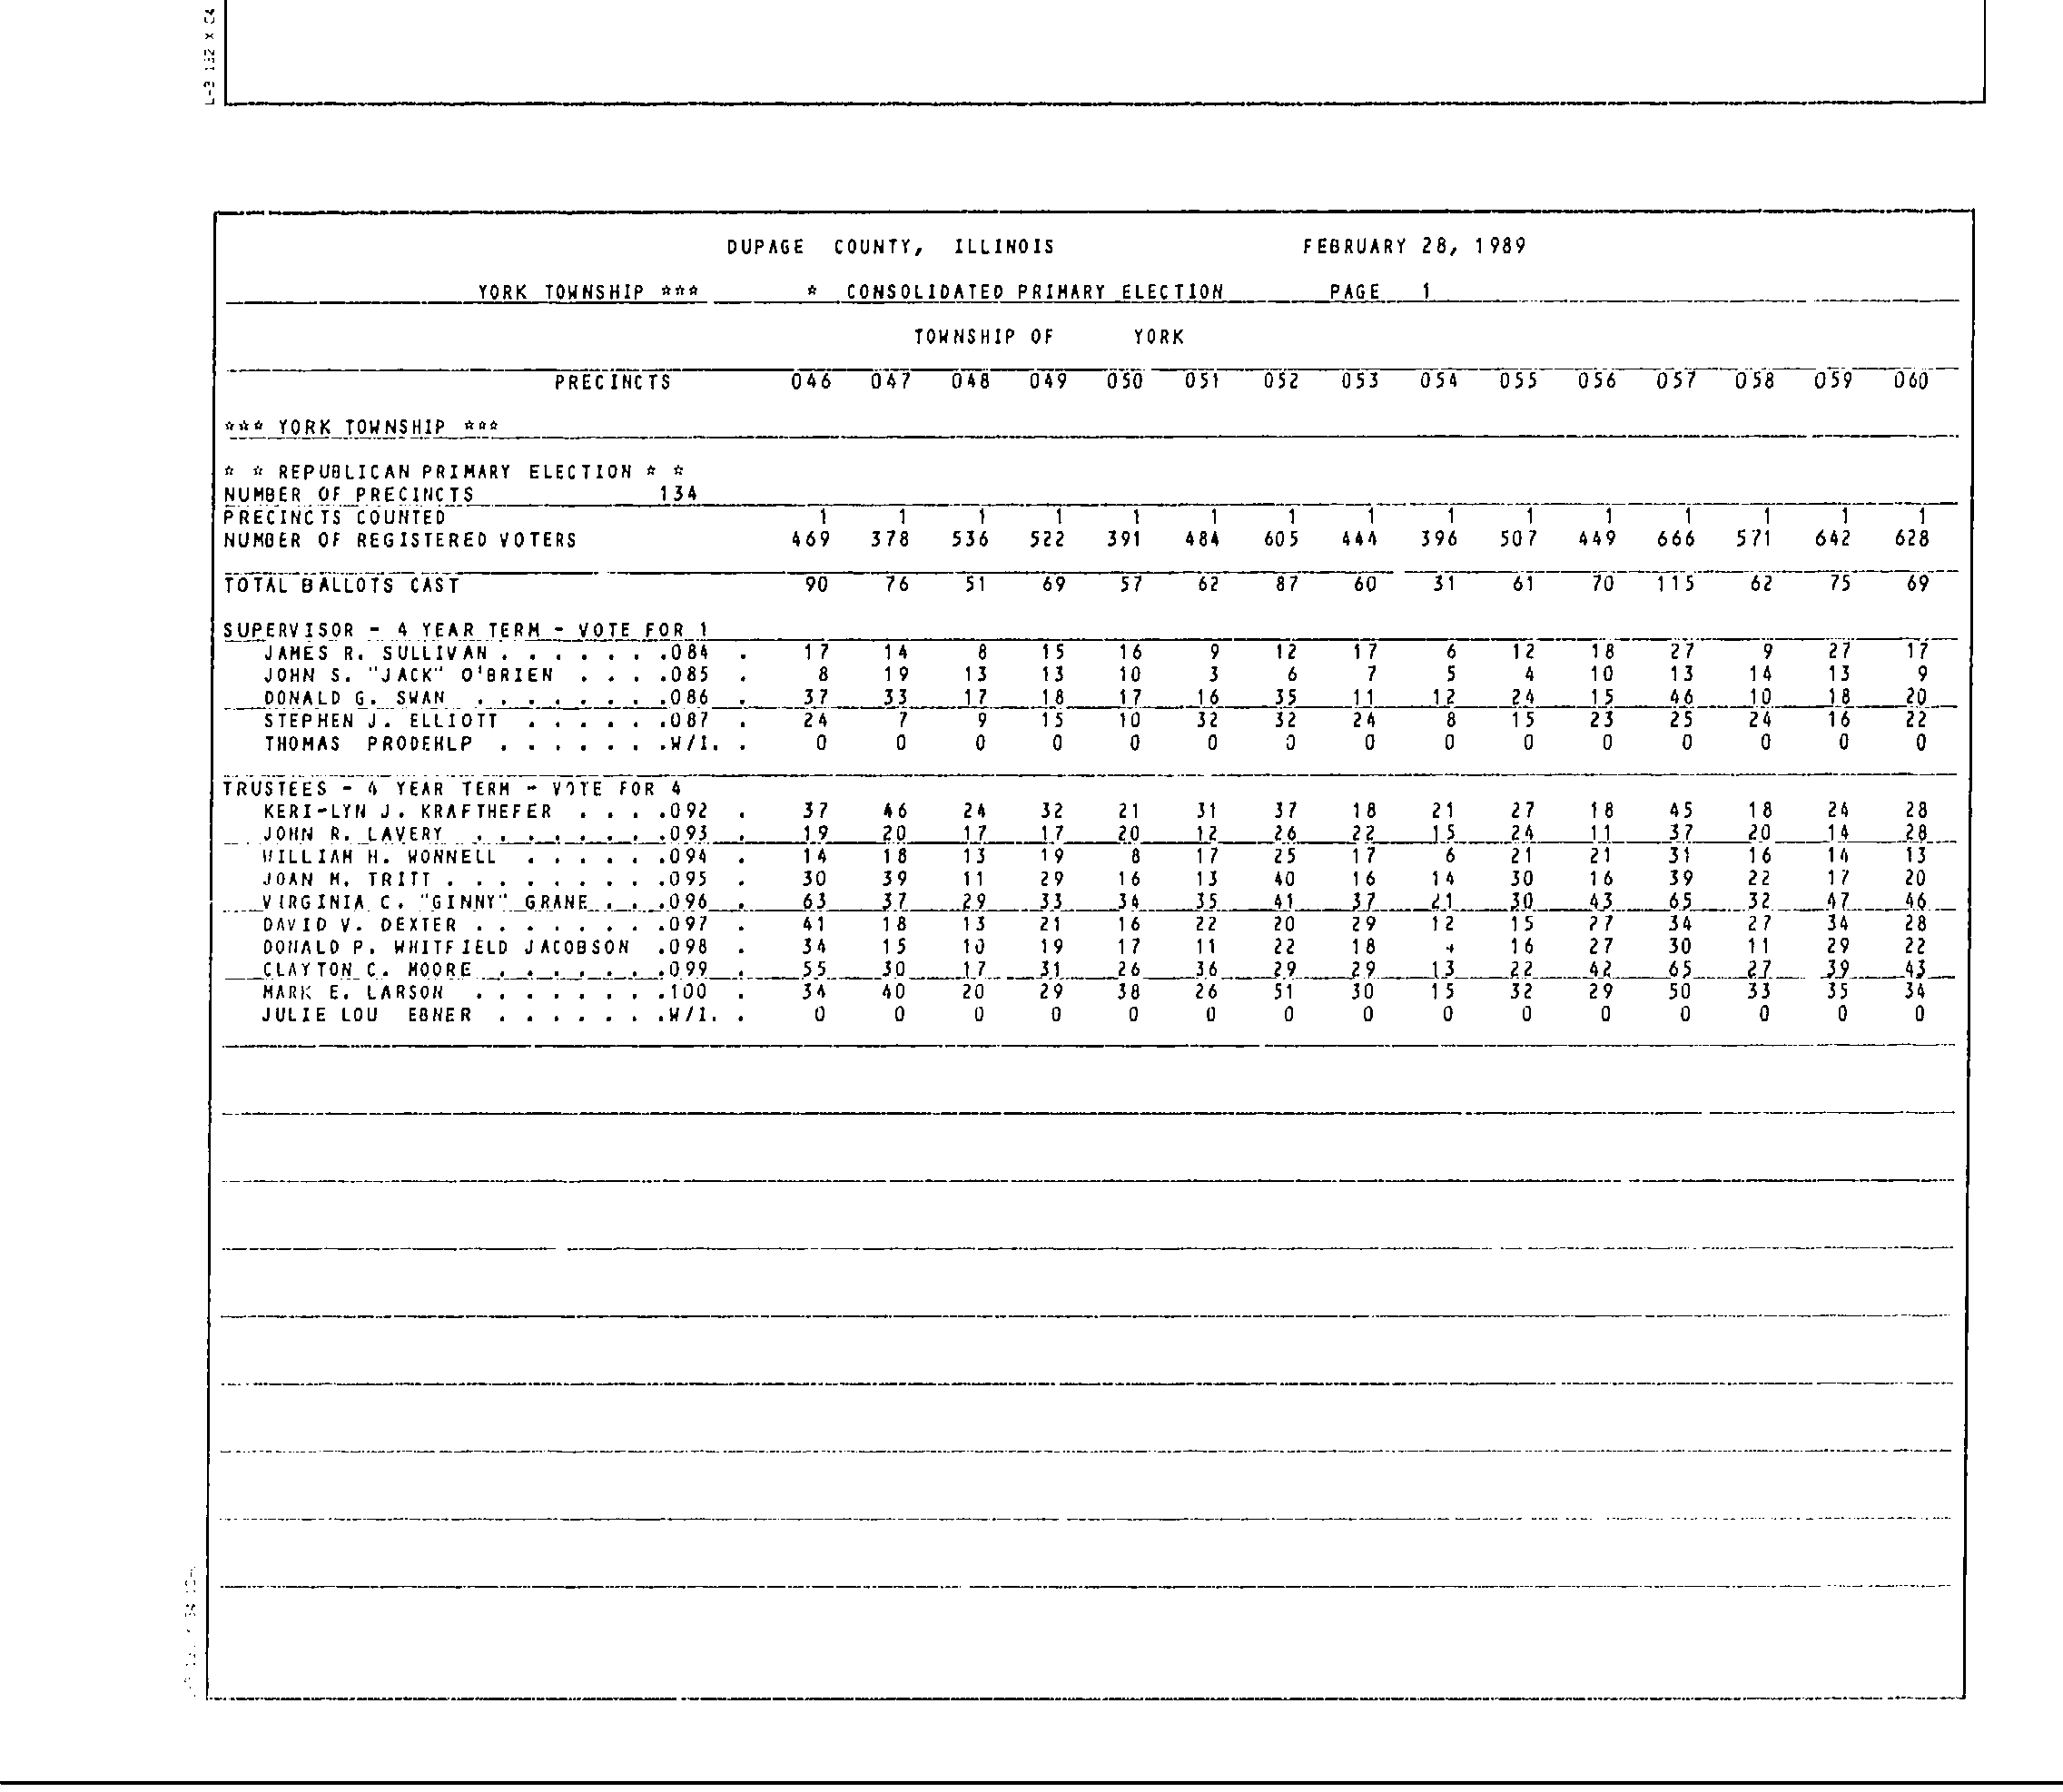 L-3 132 X 64
DUPAGE COUNTY, ILLINOIS FEBRUARY 28, 1989
YORK TOWNSHIP *** * CONSOLIDATED PRIMARY ELECTION PAGE 1
TOWNSHIP OF YORK
PRECINCTS 046 047 048 049 050 051 052 053 054 055 056 057 058 059 060
*** YORK TOWNSHIP ***
* * REPUBLICAN PRIMARY ELECTION * *
NUMBER OF PRECINCTS 134
PRECINCTS COUNTED 1 1 1 1 1 1 1 1 1 1 1 1 1 1 1
NUMBER OF REGISTERED VOTERS 469 378 536 522 391 484 605 444 396 507 449 666 571 642 628
TOTAL BALLOTS CAST 90 76 51 69 57 62 87 60 31 61 70 115 62 75 69
SUPERVISOR - 4 YEAR TERM - VOTE FOR 1
JAMES R. SULLIVAN . . . . . . .084 . 17 14 8 15 16 9 12 17 6 12 18 27 9 27 17
JOHN S. "JACK" O'BRIEN . . . .085 . 8 19 13 13 10 3 6 7 5 4 10 13 14 13 9
DONALD G. SWAN . . . . . . . .086 . 37 33 17 18 17 16 35 11 12 24 15 46 10 18 20
STEPHEN J. ELLIOTT . . . . . .087 . 24 7 9 15 10 32 32 24 8 15 23 25 24 16 22
THOMAS PRODEHLP . . . . . . .W/I. . 0 0 0 0 0 0 0 0 0 0 0 0 0 0 0
TRUSTEES - 4 YEAR TERM - VOTE FOR 4
KERI-LYN J. KRAFTHEFER . . . .092 . 37 46 24 32 21 31 37 18 21 27 18 45 18 24 28
JOHN R. LAVERY . . . . . . . .093 . 19 20 17 17 20 12 26 22 15 24 11 37 20 14 28
WILLIAM H. WONNELL . . . . . .094 . 14 18 13 19 8 17 25 17 6 21 21 31 16 14 13
JOAN M. TRITT . . . . . . . . .095 . 30 39 11 29 16 13 40 16 14 30 16 39 22 17 20
VIRGINIA C. "GINNY" GRANE . . .096 . 63 37 29 33 34 35 41 37 21 30 43 65 32 47 46
DAVID V. DEXTER . . . . . . . .097 . 41 18 13 21 16 22 20 29 12 15 27 34 27 34 28
DONALD P. WHITFIELD JACOBSON .098 . 34 15 10 19 17 11 22 18 16 27 30 11 29 22
CLAYTON C. MOORE . . . . . . .099 . 55 30 17 31 26 36 29 29 13 22 42 65 27 39 43
MARK E. LARSON . . . . . . . .100 . 34 40 20 29 38 26 51 30 15 32 29 50 33 35 34
JULIE LOU EBNER . . . . . . .W/I. . 0 0 0 0 0 0 0 0 0 0 0 0 0 0 0